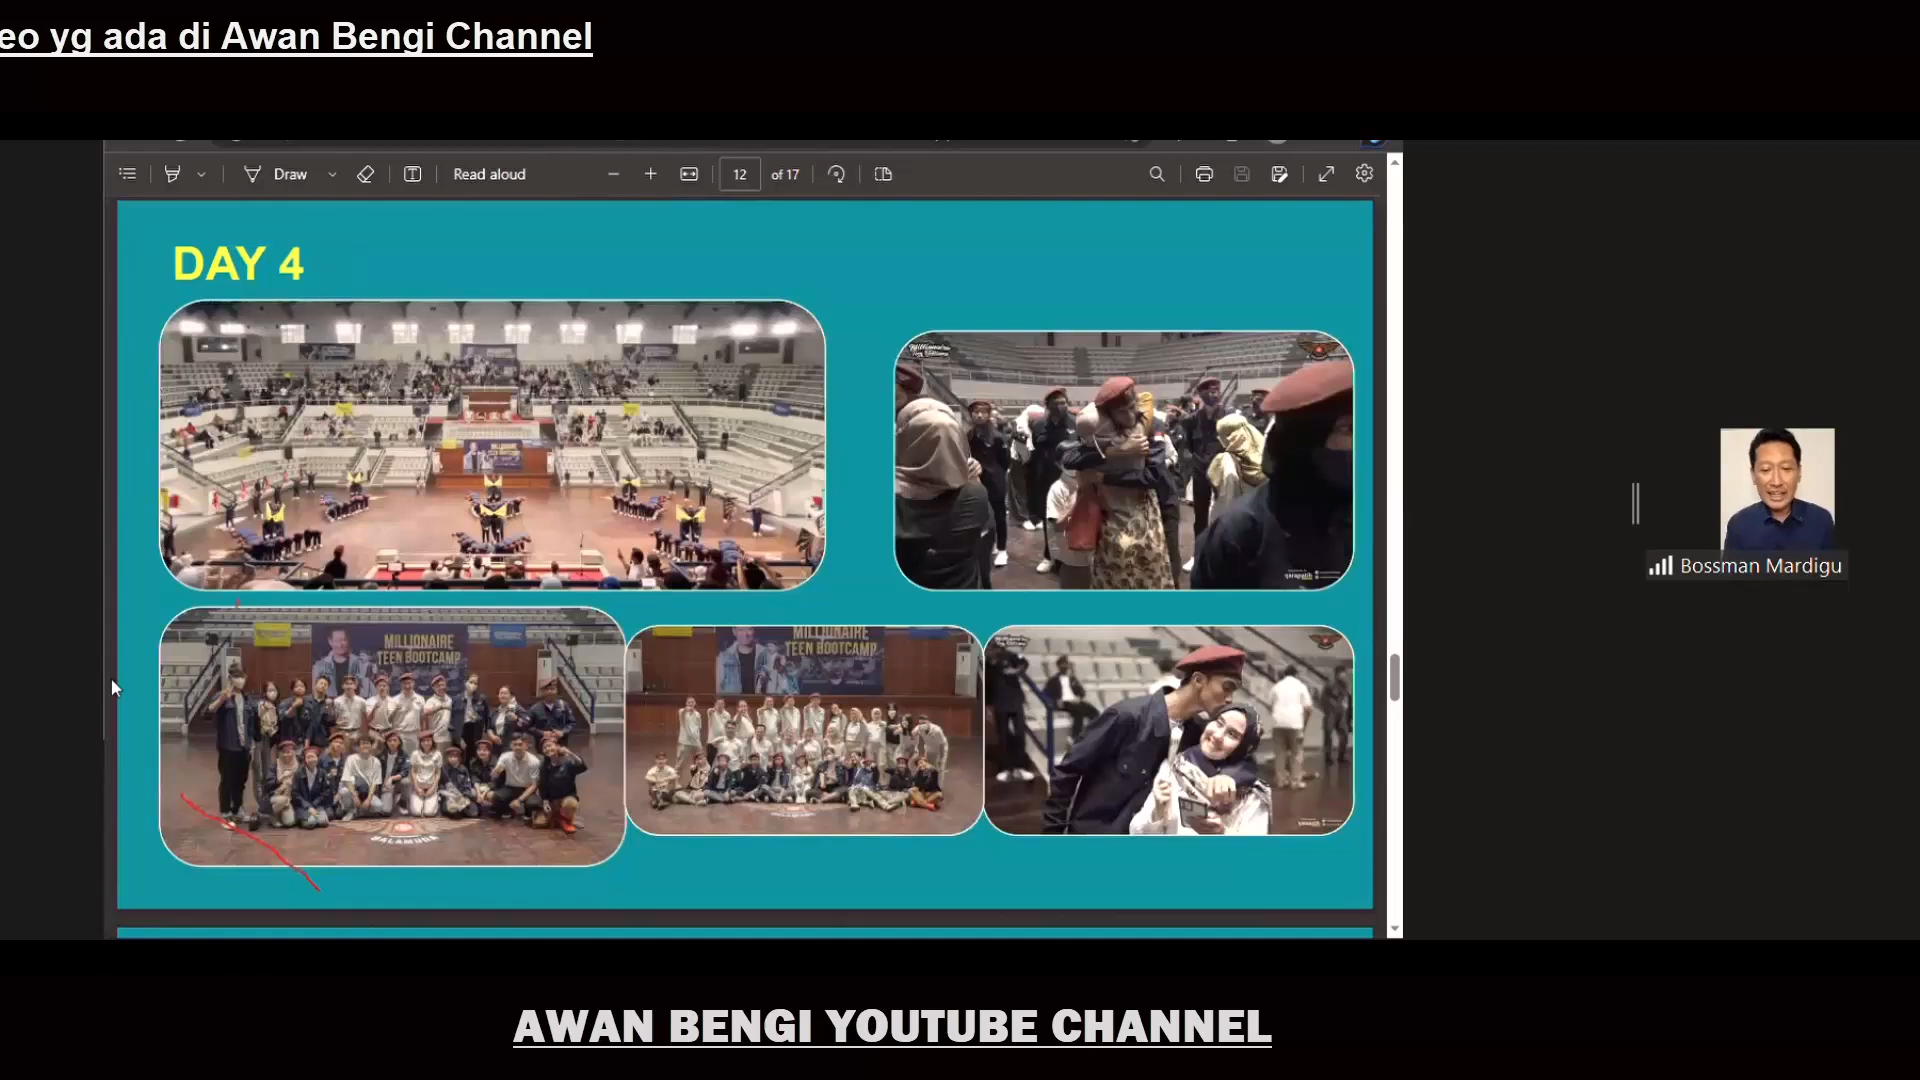 eo yg ada di Awan Bengi Channel
Draw
Read aloud
12 of 17
DAY 4
MILLIONAIRE
TEEN BOOTCAMP
MILLIONAIRE
TEEN BOOTCAMP
BALAMUDA
Bossman Mardigu
AWAN BENGI YOUTUBE CHANNEL